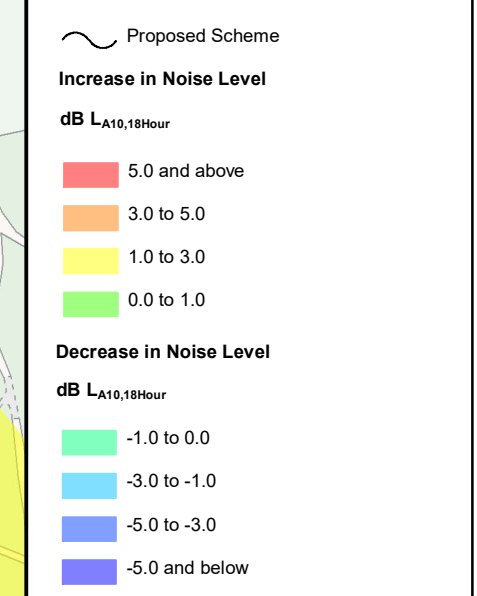 Proposed Scheme
Increase in Noise Level
dB LA10,18Hour
5.0 and above
3.0 to 5.0
1.0 to 3.0
0.0 to 1.0
Decrease in Noise Level
dB LA10,18Hour
-1.0 to 0.0
-3.0 to -1.0
-5.0 to -3.0
-5.0 and below